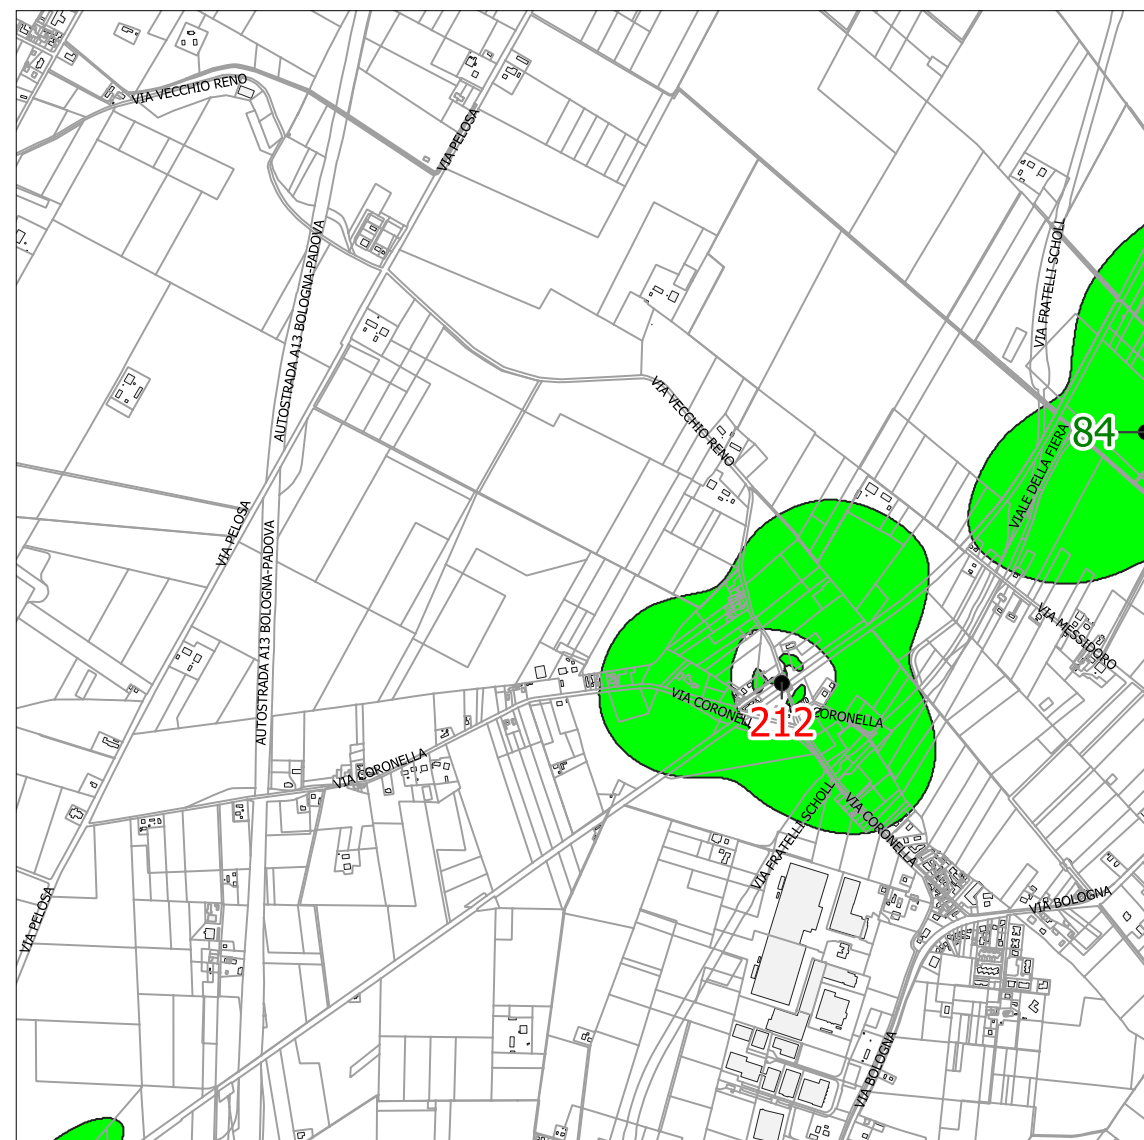 VIA VECCHIO RENO
VIA PELOSA
AUTOSTRADA A13 BOLOGNA-PADOVA
VIA FRATELLI SCHOLL
VIA VECCHIO RENO
84
VIALE DELLA FIERA
VIA PELOSA
AUTOSTRADA A13 BOLOGNA-PADOVA
VIA MESSIDORO
VIA CORONELL
CORONELLA
212
VIA CORONELLA
VIA FRATELLI SCHOLL
VIA CORONELLA
VIA PELOSA
VIA BOLOGNA
VIA BOLOGNA